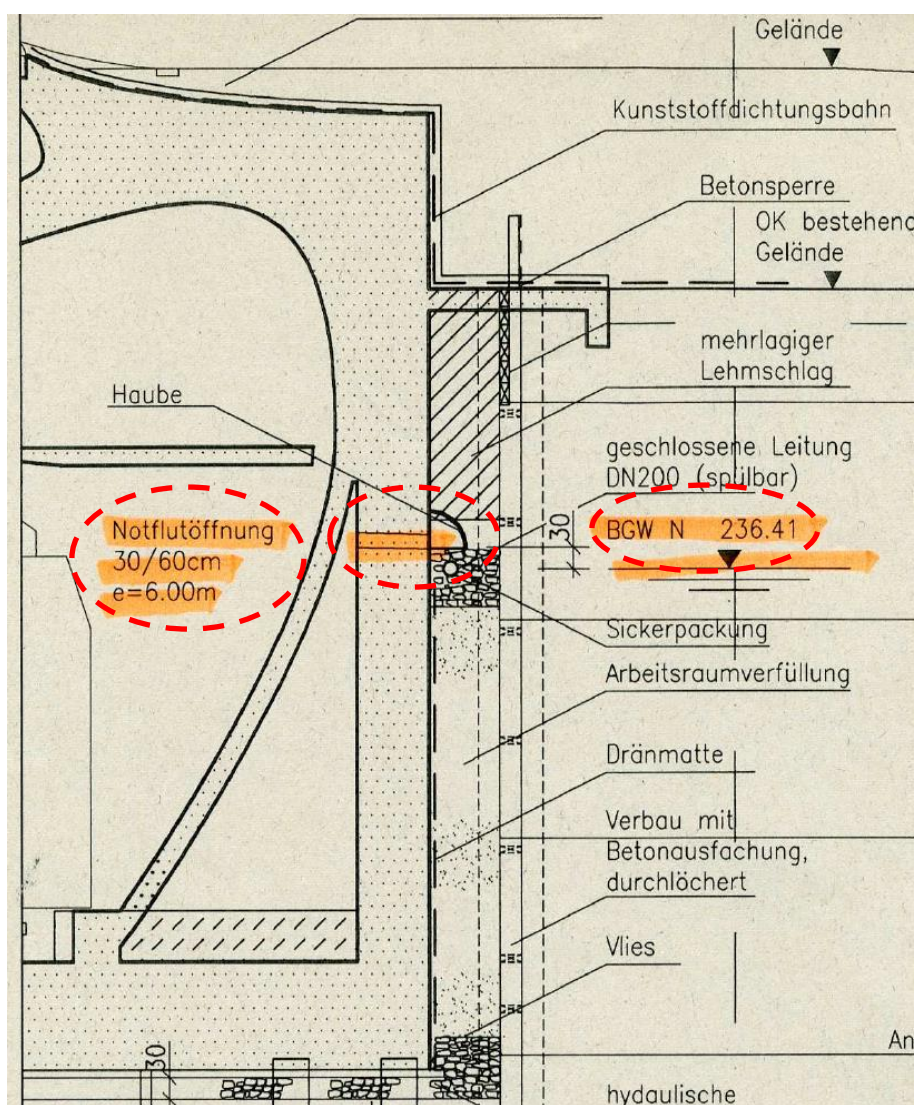 Gelände
Kunststoffdichtungsbahn
Betonsperre
OK bestehend
Gelände
mehrlagiger
Lehmschlag
Haube
geschlossene Leitung
DN200 (spülbar)
Notflutöffnung
30/60cm
e=6.00m
30
BGW N 236.41
Sickerpackung
Arbeitsraumverfüllung
Dränmatte
Verbau mit
Betonausfachung,
durchlöchert
Vlies
An
30
hydaulische